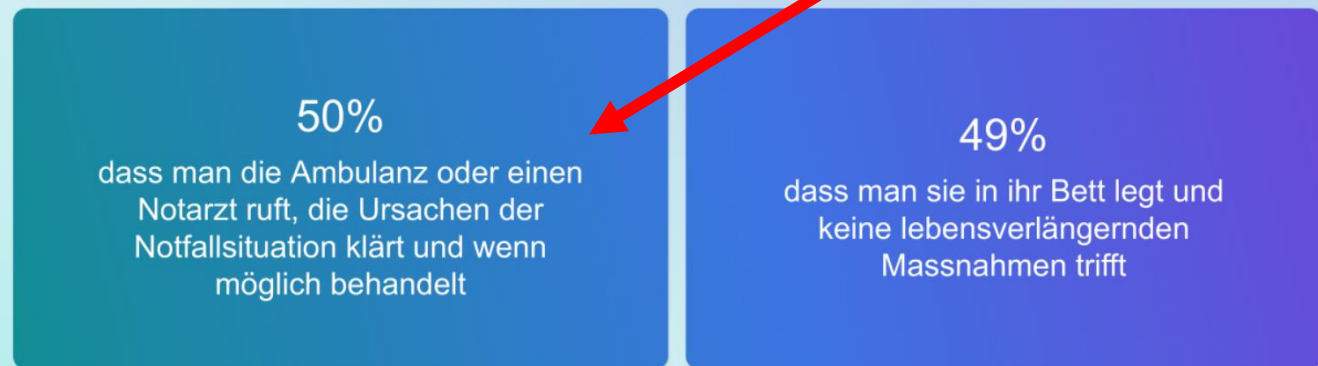 50%
dass man die Ambulanz oder einen
Notarzt ruft, die Ursachen der
Notfallsituation klärt und wenn
möglich behandelt
49%
dass man sie in ihr Bett legt und
keine lebensverlängernden
Massnahmen trifft